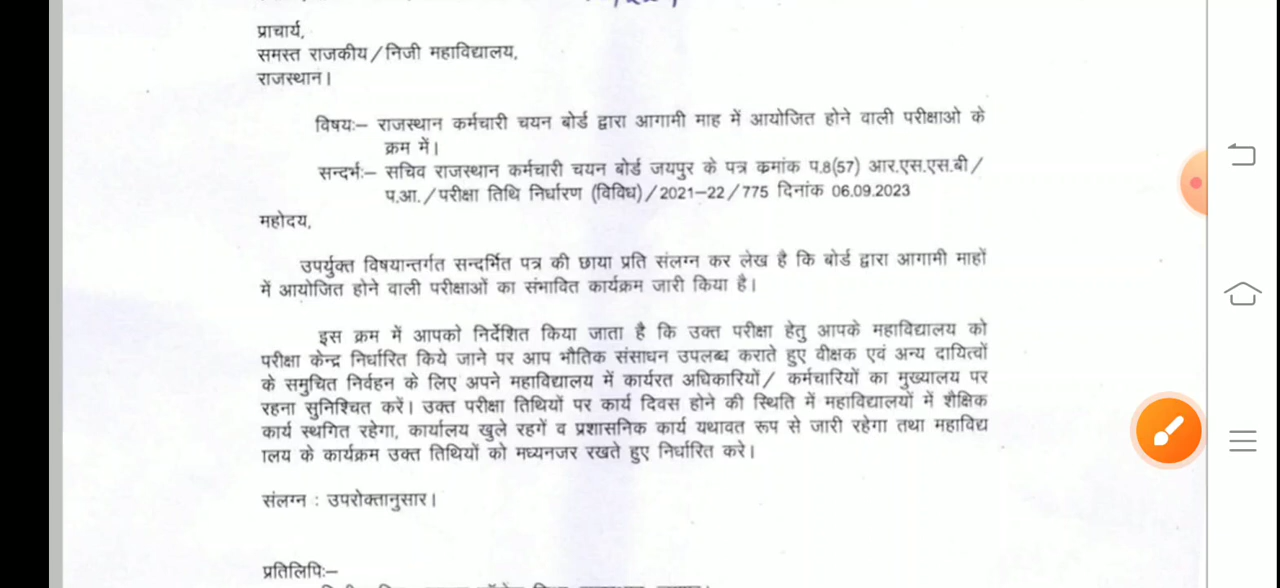 प्राचार्य,
समस्त राजकीय/निजी महाविद्यालय,
राजस्थान।
विषयः– राजस्थान कर्मचारी चयन बोर्ड द्वारा आगामी माह में आयोजित होने वाली परीक्षाओ के
क्रम में।
सन्दर्भः– सचिव राजस्थान कर्मचारी चयन बोर्ड जयपुर के पत्र कमांक प.8(57) आर.एस.एस.बी/
प.आ./परीक्षा तिथि निर्धारण (विविध)/2021–22/775 दिनांक 06.09.2023
महोदय,
उपर्युक्त विषयान्तर्गत सन्दर्भित पत्र की छाया प्रति संलग्न कर लेख है कि बोर्ड द्वारा आगामी माहों
में आयोजित होने वाली परीक्षाओं का संभावित कार्यक्रम जारी किया है।
इस क्रम में आपको निर्देशित किया जाता है कि उक्त परीक्षा हेतु आपके महाविद्यालय को
परीक्षा केन्द्र निर्धारित किये जाने पर आप भौतिक संसाधन उपलब्ध कराते हुए वीक्षक एवं अन्य दायित्वों
के समुचित निर्वहन के लिए अपने महाविद्यालय में कार्यरत अधिकारियों/ कर्मचारियों का मुख्यालय पर
रहना सुनिश्चित करें। उक्त परीक्षा तिथियों पर कार्य दिवस होने की स्थिति में महाविद्यालयों में शैक्षिक
कार्य स्थगित रहेगा, कार्यालय खुले रहगें व प्रशासनिक कार्य यथावत रूप से जारी रहेगा तथा महाविद्य
ालय के कार्यक्रम उक्त तिथियों को मध्यनजर रखते हुए निर्धारित करे।
संलग्न : उपरोक्तानुसार।
प्रतिलिपिः–